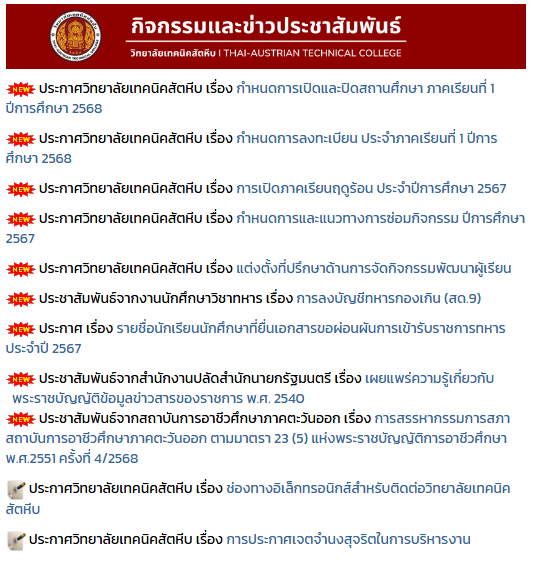 กิจกรรมและข่าวประชาสัมพันธ์
วิทยาลัยเทคนิคสัตหีบ | THAI-AUSTRIAN TECHNICAL COLLEGE
NEW ประกาศวิทยาลัยเทคนิคสัตหีบ เรื่อง กำหนดการเปิดและปิดสถานศึกษา ภาคเรียนที่ 1
ปีการศึกษา 2568
NEW ประกาศวิทยาลัยเทคนิคสัตหีบ เรื่อง กำหนดการลงทะเบียน ประจำภาคเรียนที่ 1 ปีการ
ศึกษา 2568
NEW ประกาศวิทยาลัยเทคนิคสัตหีบ เรื่อง การเปิดภาคเรียนฤดูร้อน ประจำปีการศึกษา 2567
NEW ประกาศวิทยาลัยเทคนิคสัตหีบ เรื่อง กำหนดการและแนวทางการซ่อมกิจกรรม ปีการศึกษา
2567
NEW ประกาศวิทยาลัยเทคนิคสัตหีบ เรื่อง แต่งตั้งที่ปรึกษาด้านการจัดกิจกรรมพัฒนาผู้เรียน
NEW ประชาสัมพันธ์จากงานนักศึกษาวิชาทหาร เรื่อง การลงบัญชีทหารกองเกิน (สด.9)
NEW ประกาศ เรื่อง รายชื่อนักเรียนนักศึกษาที่ยื่นเอกสารขอผ่อนผันการเข้ารับราชการทหาร
ประจำปี 2567
NEW ประชาสัมพันธ์จากสำนักงานปลัดสำนักนายกรัฐมนตรี เรื่อง เผยแพร่ความรู้เกี่ยวกับ
พระราชบัญญัติข้อมูลข่าวสารของราชการ พ.ศ. 2540
NEW ประชาสัมพันธ์จากสถาบันการอาชีวศึกษาภาคตะวันออก เรื่อง การสรรหากรรมการสภา
สถาบันการอาชีวศึกษาภาคตะวันออก ตามมาตรา 23 (5) แห่งพระราชบัญญัติการอาชีวศึกษา
พ.ศ.2551 ครั้งที่ 4/2568
ประกาศวิทยาลัยเทคนิคสัตหีบ เรื่อง ช่องทางอิเล็กทรอนิกส์สำหรับติดต่อวิทยาลัยเทคนิค
สัตหีบ
ประกาศวิทยาลัยเทคนิคสัตหีบ เรื่อง การประกาศเจตจำนงสุจริตในการบริหารงาน